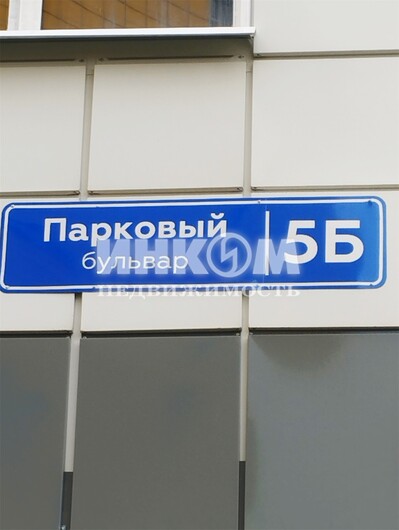 Парковый
бульвар
5Б
ИНКОМ
НЕДВИЖИМОСТЬ